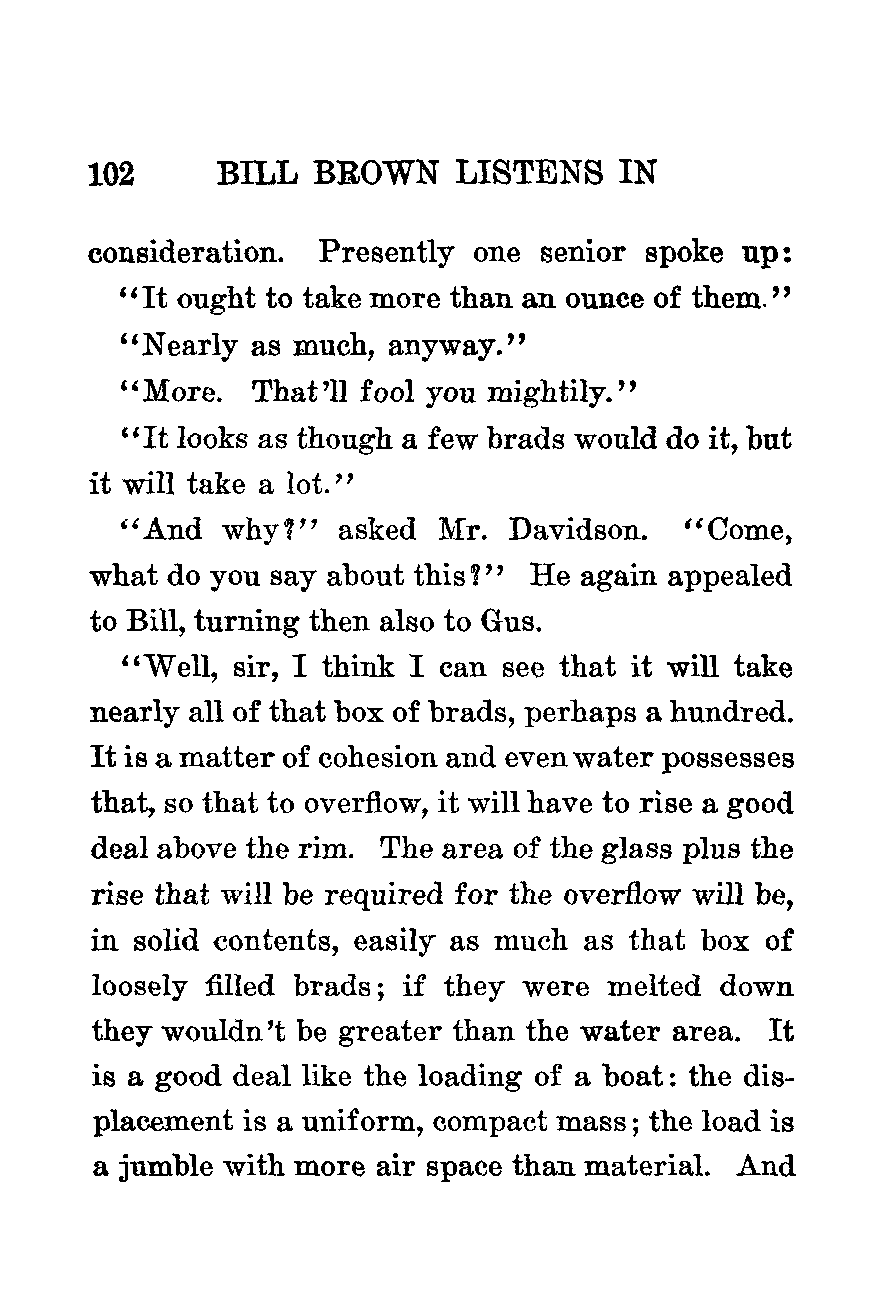 102 BILL BROWN LISTENS IN
consideration. Presently one senior spoke up:
“It ought to take more than an ounce of them.”
“Nearly as much, anyway.”
“More. That’ll fool you mightily.”
“It looks as though a few brads would do it, but
it will take a lot.”
“And why?” asked Mr. Davidson. “Come,
what do you say about this?” He again appealed
to Bill, turning then also to Gus.
“Well, sir, I think I can see that it will take
nearly all of that box of brads, perhaps a hundred.
It is a matter of cohesion and even water possesses
that, so that to overflow, it will have to rise a good
deal above the rim. The area of the glass plus the
rise that will be required for the overflow will be,
in solid contents, easily as much as that box of
loosely filled brads; if they were melted down
they wouldn’t be greater than the water area. It
is a good deal like the loading of a boat: the dis-
placement is a uniform, compact mass; the load is
a jumble with more air space than material. And